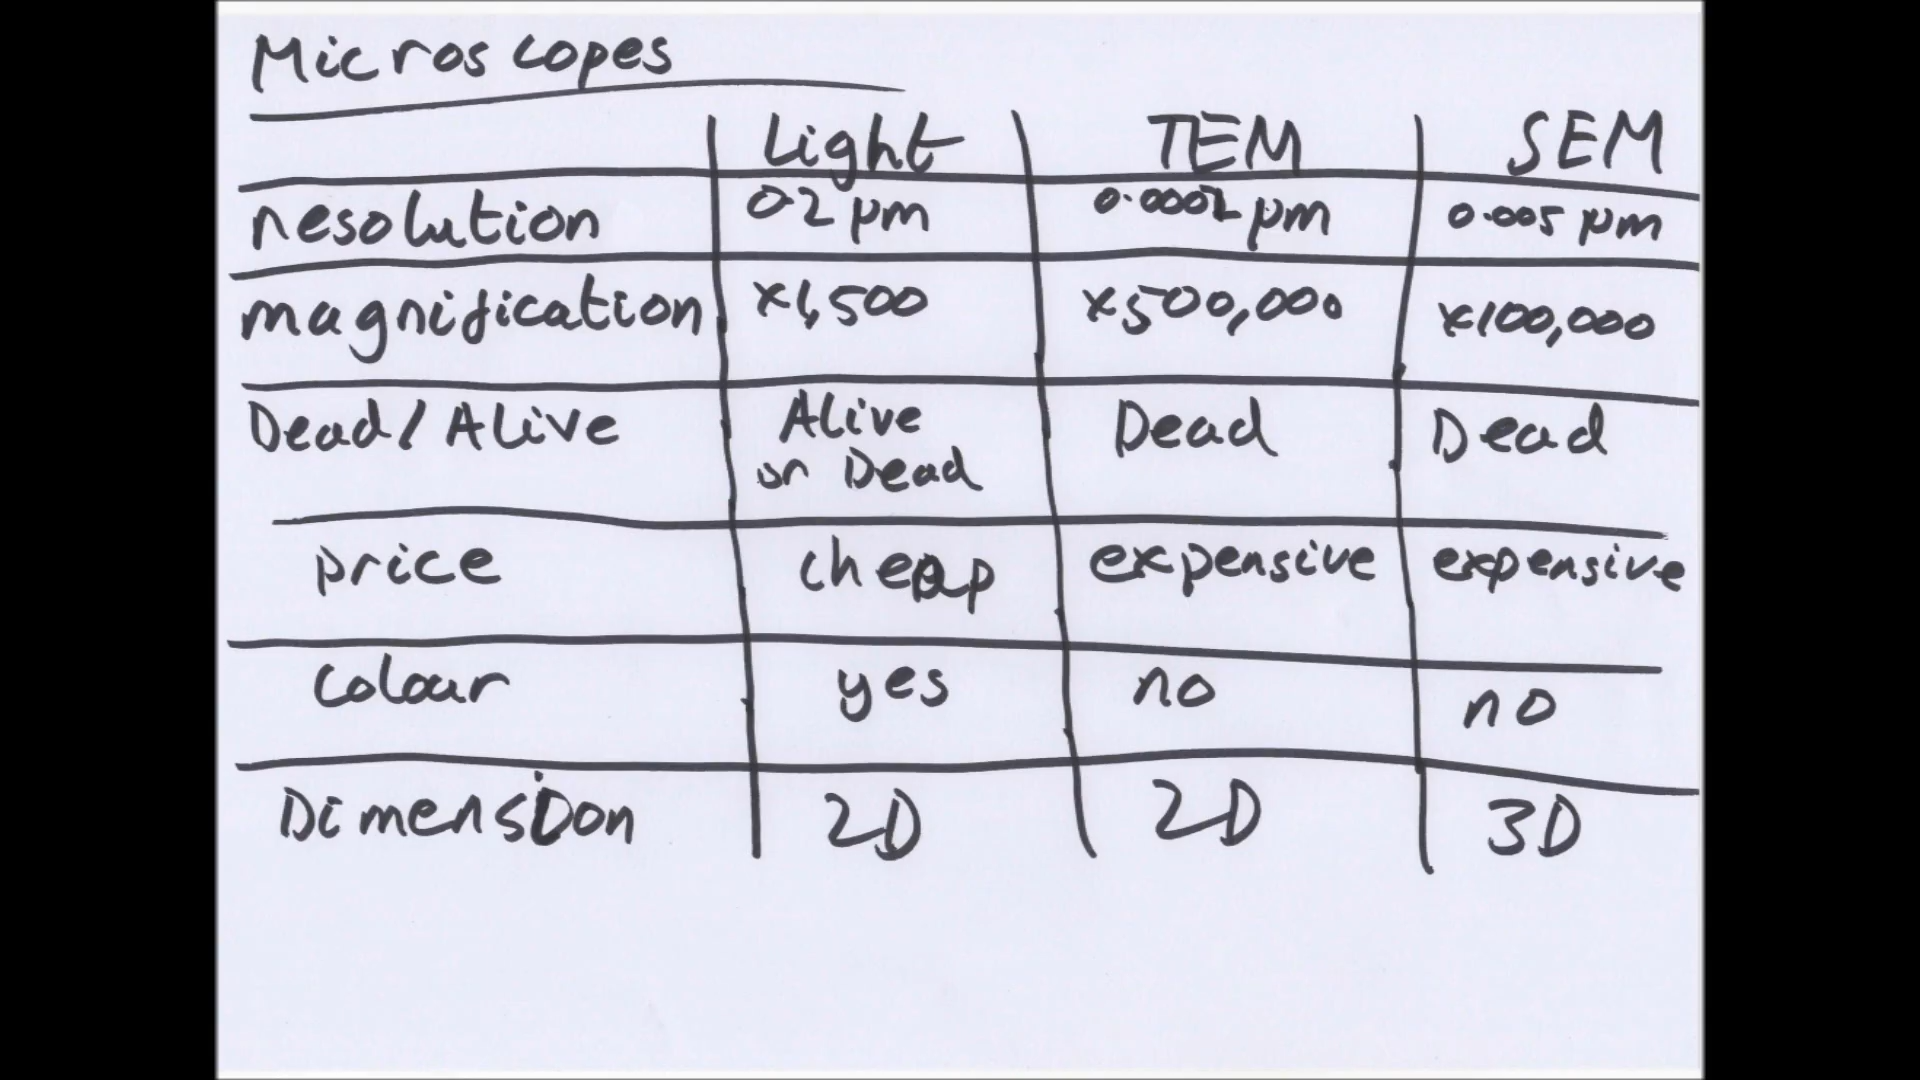 Microscopes
Light TEM SEM
resolution 0.2 µm 0.0002 µm 0.005 µm
magnification x1,500 x500,000 x100,000
Dead/Alive Alive or Dead Dead Dead
price cheap expensive expensive
colour yes no no
Dimension 2D 2D 3D